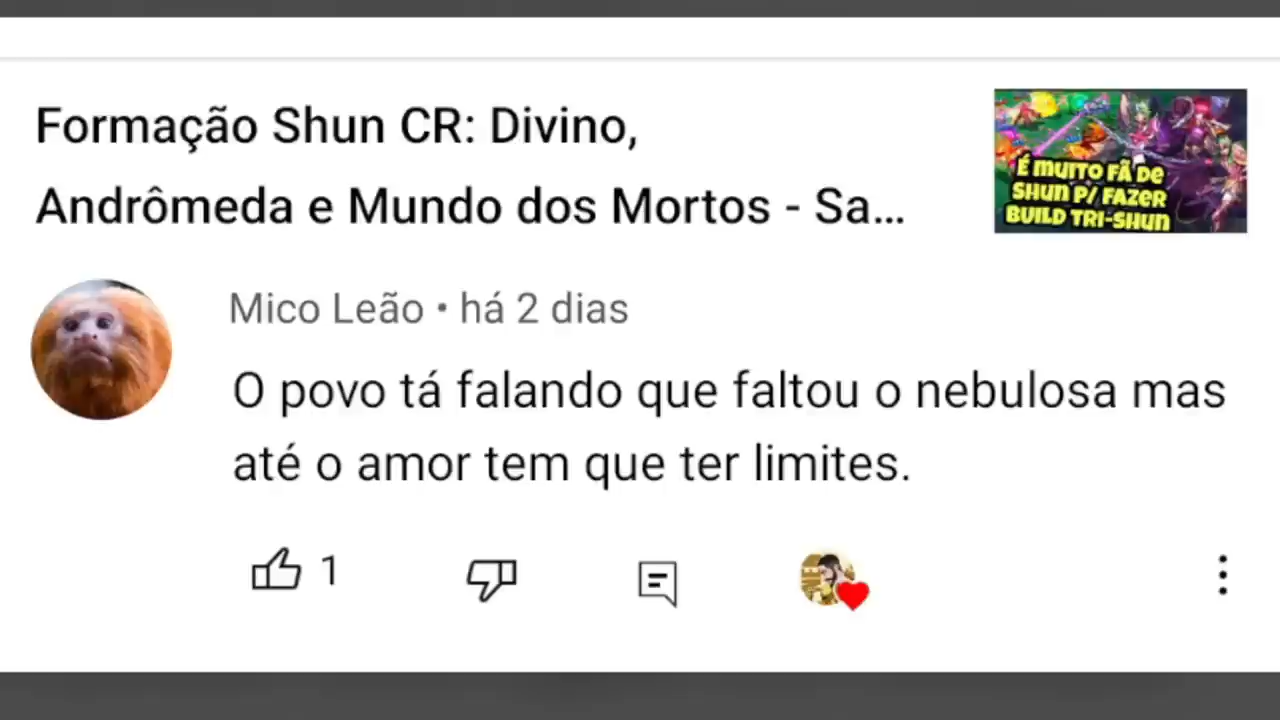 Formação Shun CR: Divino,
Andrômeda e Mundo dos Mortos - Sa...
É MUITO FÃ DE
SHUN P/ FAZER
BUILD TRI-SHUN
Mico Leão • há 2 dias
O povo tá falando que faltou o nebulosa mas
até o amor tem que ter limites.
1